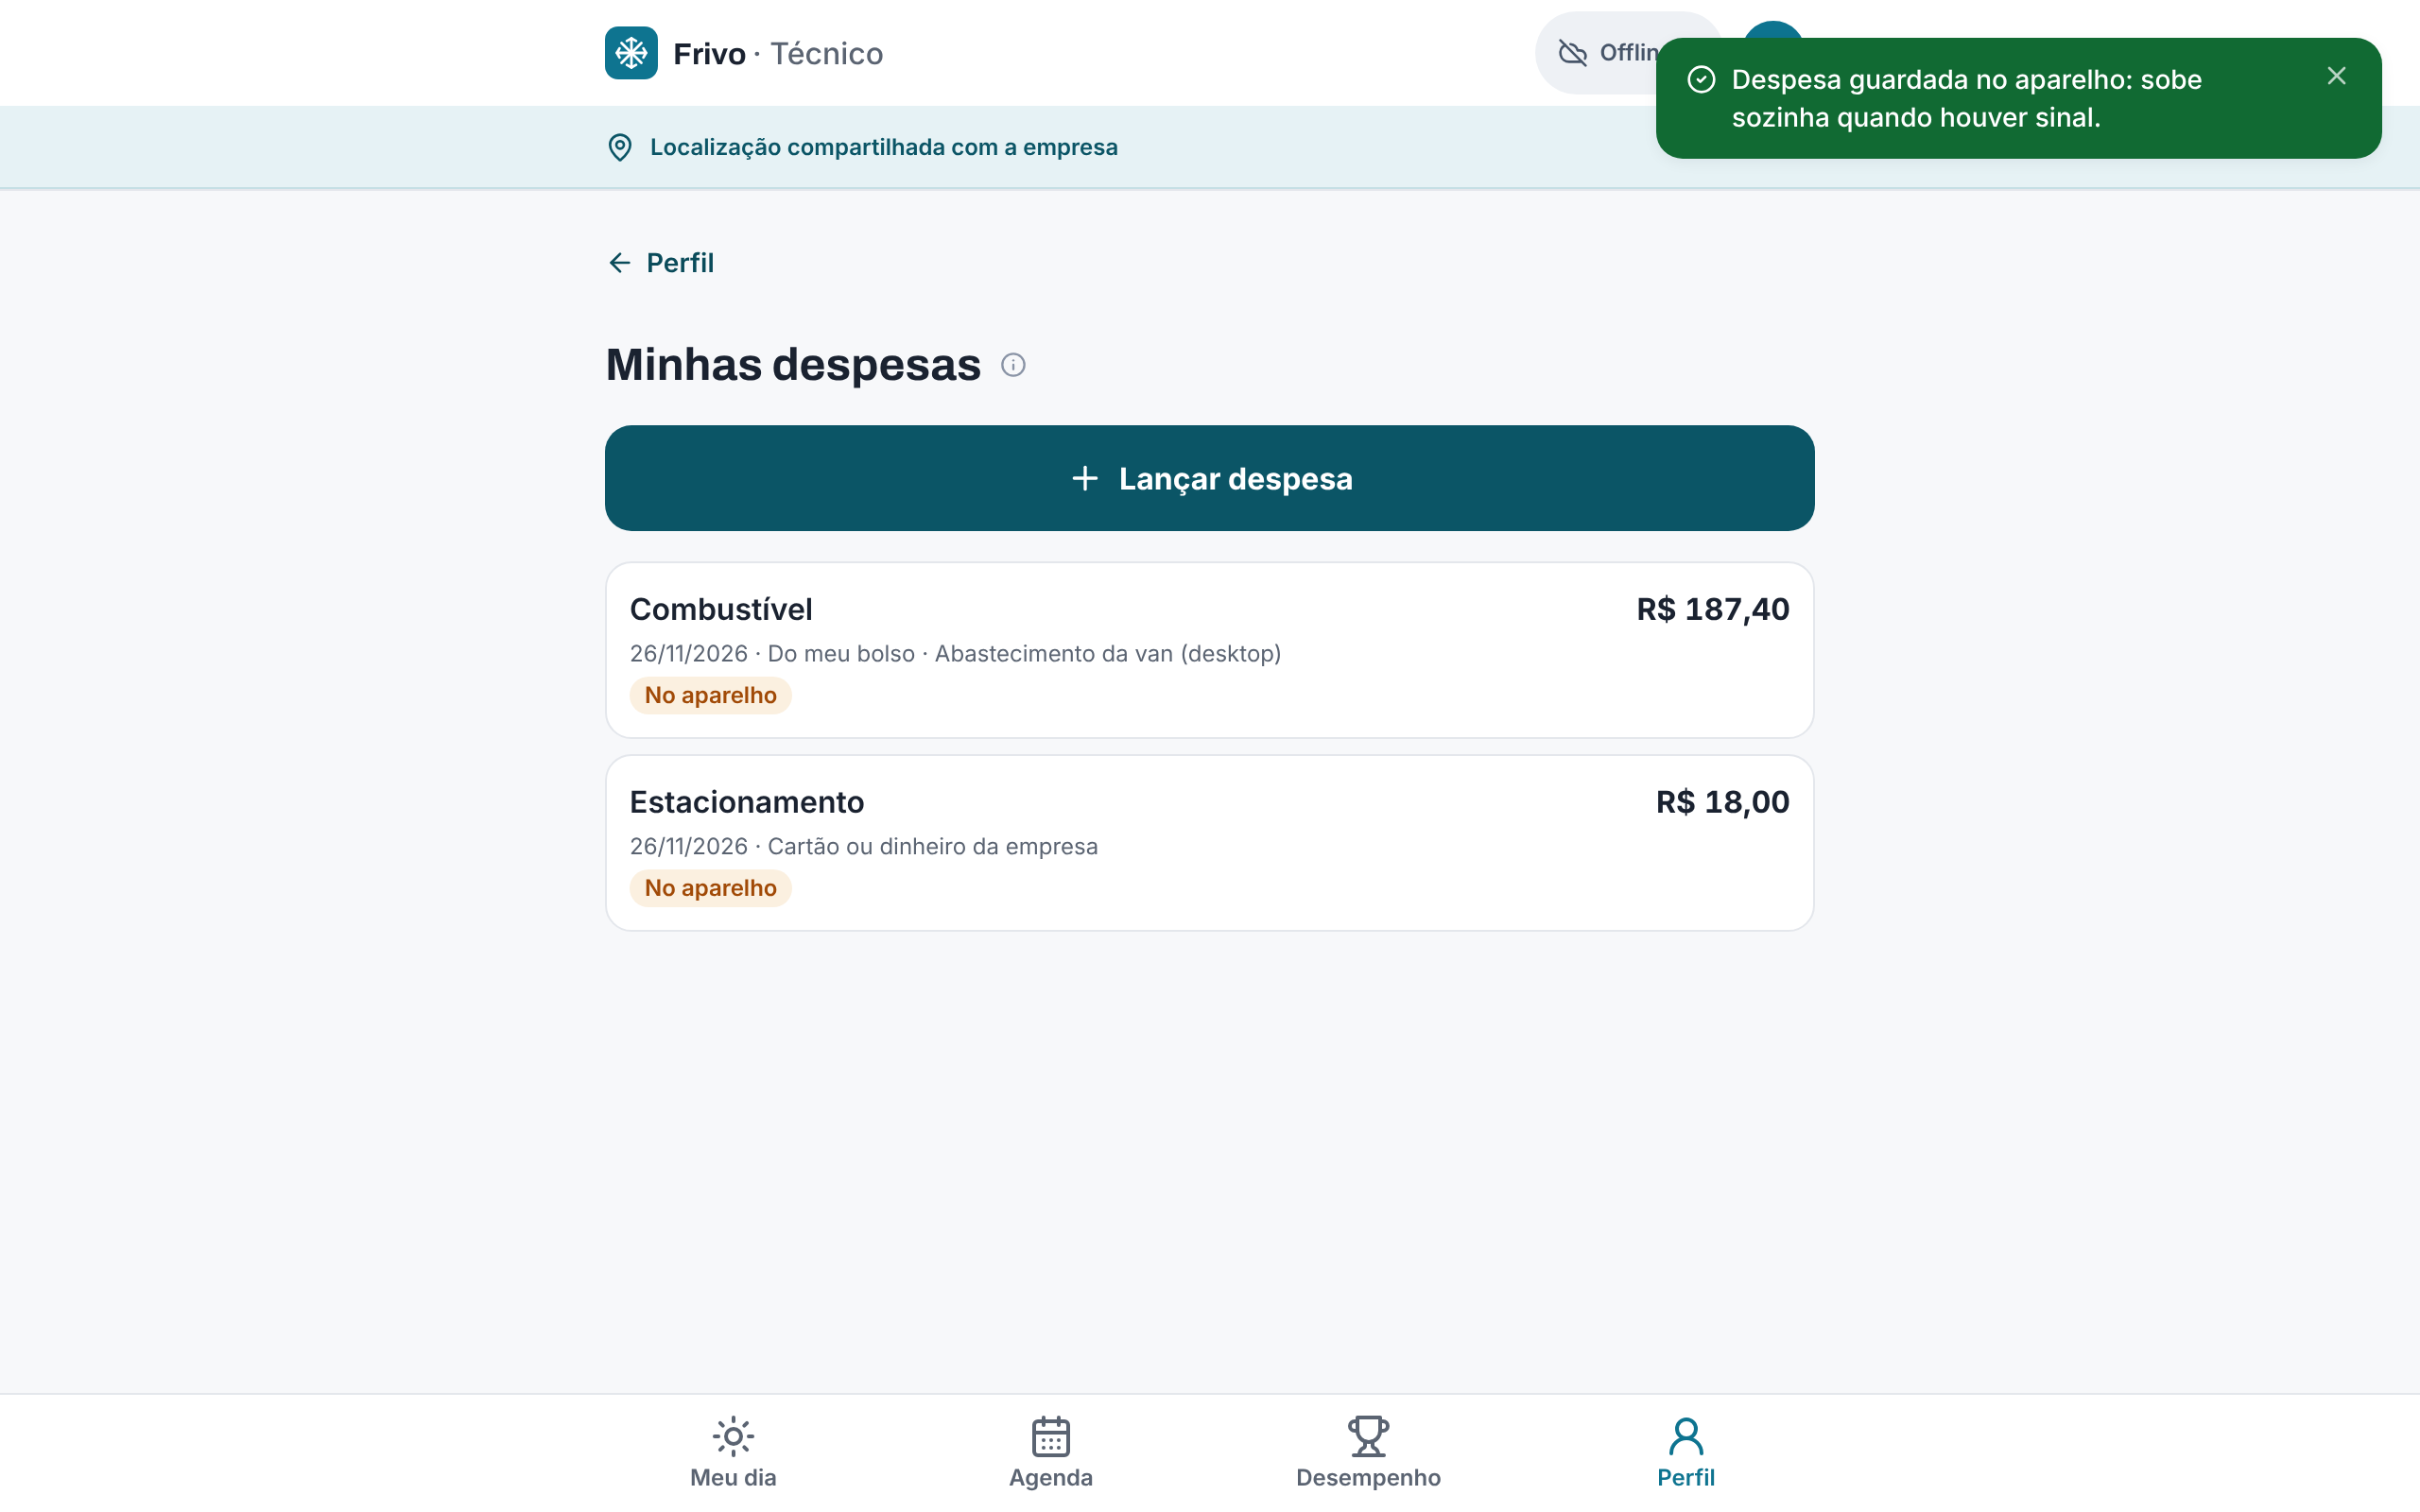 Frivo · Técnico
Despesa guardada no aparelho: sobe
sozinha quando houver sinal.
Localização compartilhada com a empresa
Perfil
Minhas despesas
Lançar despesa
Combustível
R$ 187,40
26/11/2026 · Do meu bolso · Abastecimento da van (desktop)
No aparelho
Estacionamento
R$ 18,00
26/11/2026 · Cartão ou dinheiro da empresa
No aparelho
Meu dia
Agenda
Desempenho
Perfil